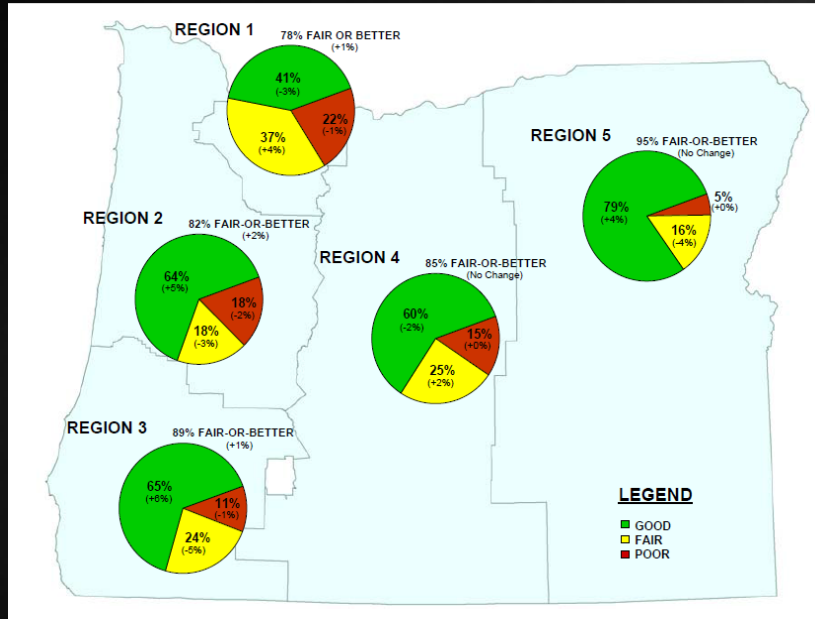 REGION 1
78% FAIR OR BETTER
(+1%)
41%
(-3%)
22%
(-1%)
37%
(+4%)
REGION 5
95% FAIR-OR-BETTER
(No Change)
79%
(+4%)
5%
(+0%)
16%
(-4%)
REGION 2
82% FAIR-OR-BETTER
(+2%)
64%
(+5%)
18%
(-2%)
18%
(-3%)
REGION 4
85% FAIR-OR-BETTER
(No Change)
60%
(-2%)
15%
(+0%)
25%
(+2%)
REGION 3
89% FAIR-OR-BETTER
(+1%)
65%
(+6%)
11%
(-1%)
24%
(-5%)
LEGEND
GOOD
FAIR
POOR